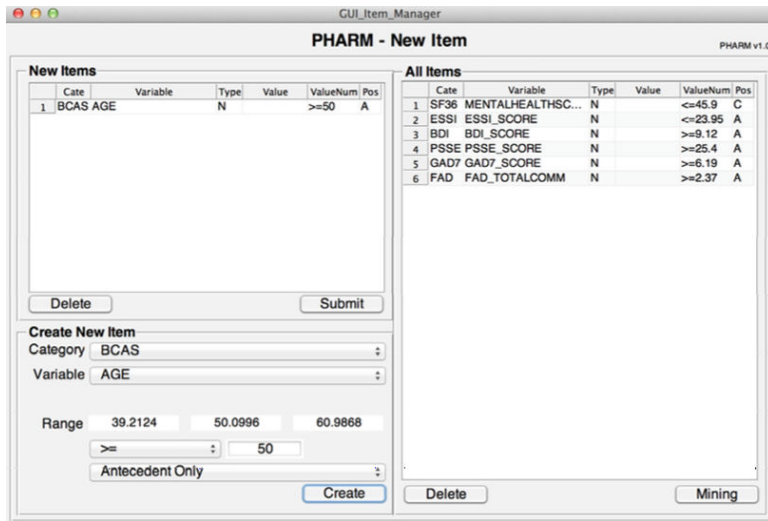 GUI_Item_Manager
PHARM - New Item
PHARM v1.0
New Items
Cate Variable Type Value ValueNum Pos
1 BCAS AGE N >=50 A
Delete Submit
Create New Item
Category BCAS
Variable AGE
Range 39.2124 50.0996 60.9868
>= 50
Antecedent Only
Create
All Items
Cate Variable Type Value ValueNum Pos
1 SF36 MENTALHEALTHSC... N <=45.9 C
2 ESSI ESSI_SCORE N <=23.95 A
3 BDI BDI_SCORE N >=9.12 A
4 PSSE PSSE_SCORE N >=25.4 A
5 GAD7 GAD7_SCORE N >=6.19 A
6 FAD FAD_TOTALCOMM N >=2.37 A
Delete Mining